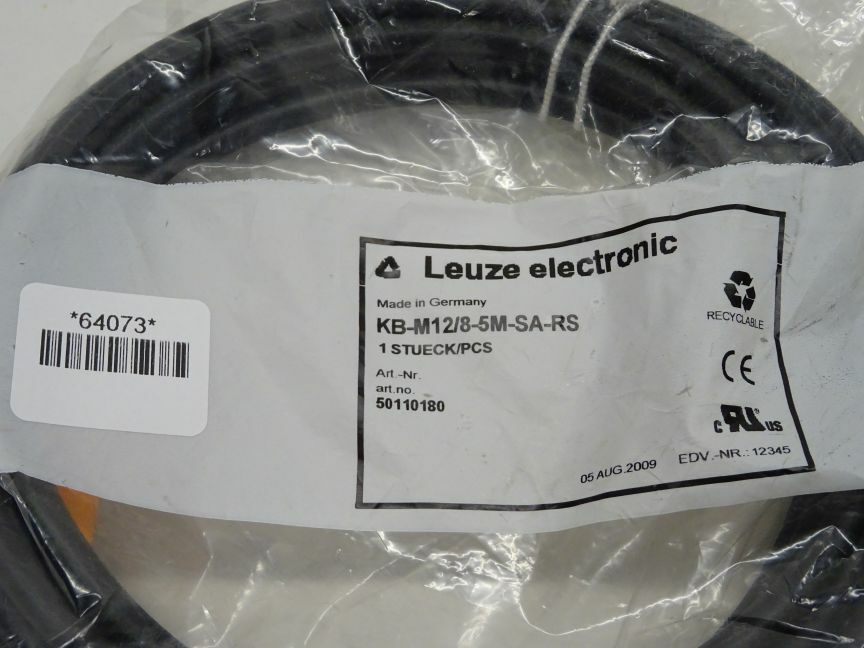 *64073*
Leuze electronic
Made in Germany
KB-M12/8-5M-SA-RS
1 STUECK/PCS
Art.-Nr.
art.no.
50110180
RECYCLABLE
CE
c RU US
05 AUG.2009 EDV.-NR.: 12345